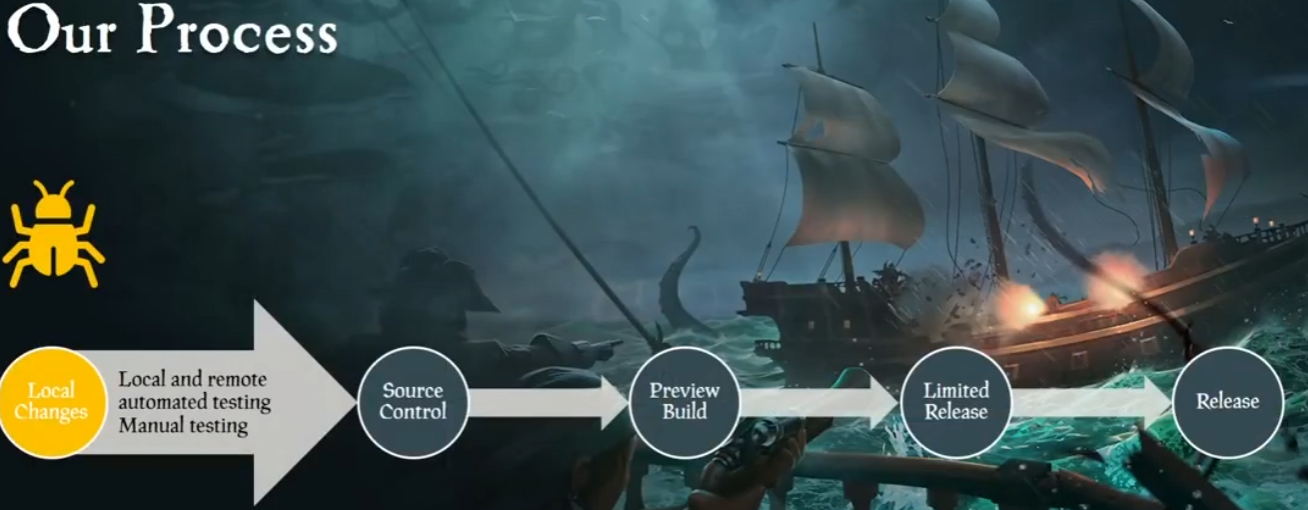 Our Process
Local
Changes
Local and remote
automated testing
Manual testing
Source
Control
Preview
Build
Limited
Release
Release